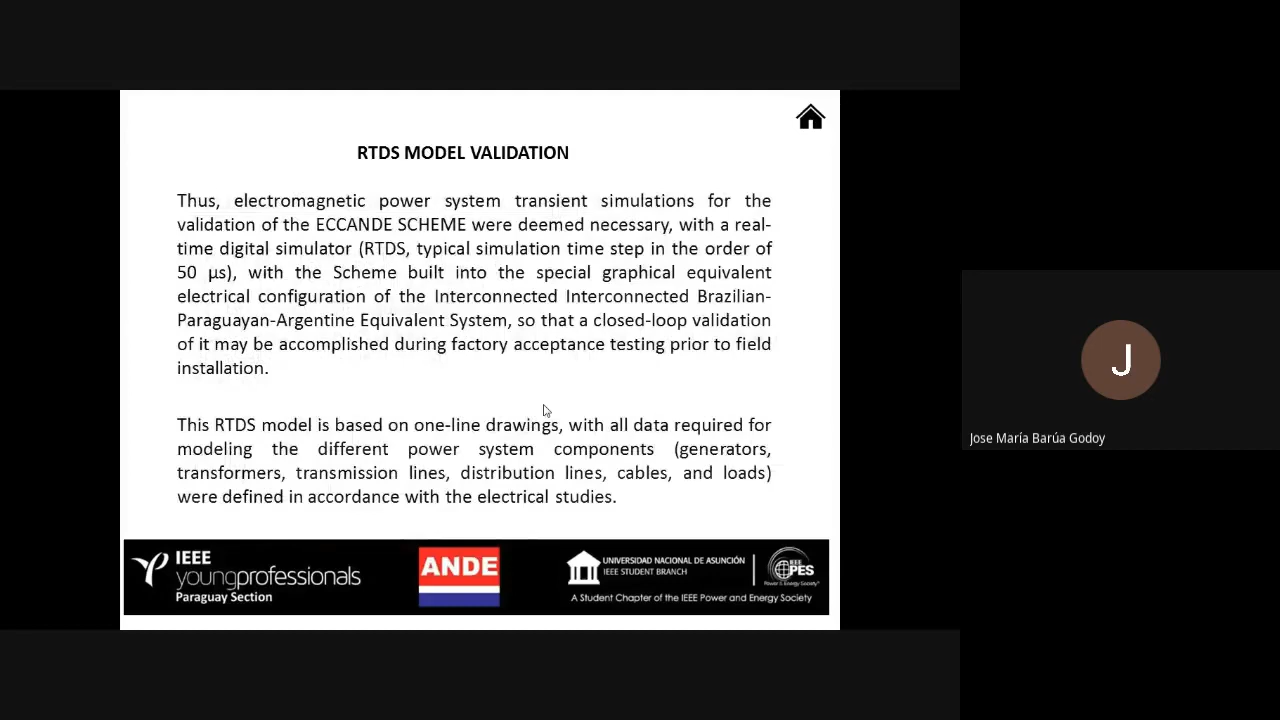 RTDS MODEL VALIDATION
Thus, electromagnetic power system transient simulations for the
validation of the ECCANDE SCHEME were deemed necessary, with a real-
time digital simulator (RTDS, typical simulation time step in the order of
50 µs), with the Scheme built into the special graphical equivalent
electrical configuration of the Interconnected Interconnected Brazilian-
Paraguayan-Argentine Equivalent System, so that a closed-loop validation
of it may be accomplished during factory acceptance testing prior to field
installation.
This RTDS model is based on one-line drawings, with all data required for
modeling the different power system components (generators,
transformers, transmission lines, distribution lines, cables, and loads)
were defined in accordance with the electrical studies.
IEEE
youngprofessionals
Paraguay Section
ANDE
UNIVERSIDAD NACIONAL DE ASUNCIÓN
IEEE STUDENT BRANCH
IEEE
PES
Power & Energy Society
A Student Chapter of the IEEE Power and Energy Society
J
Jose María Barúa Godoy